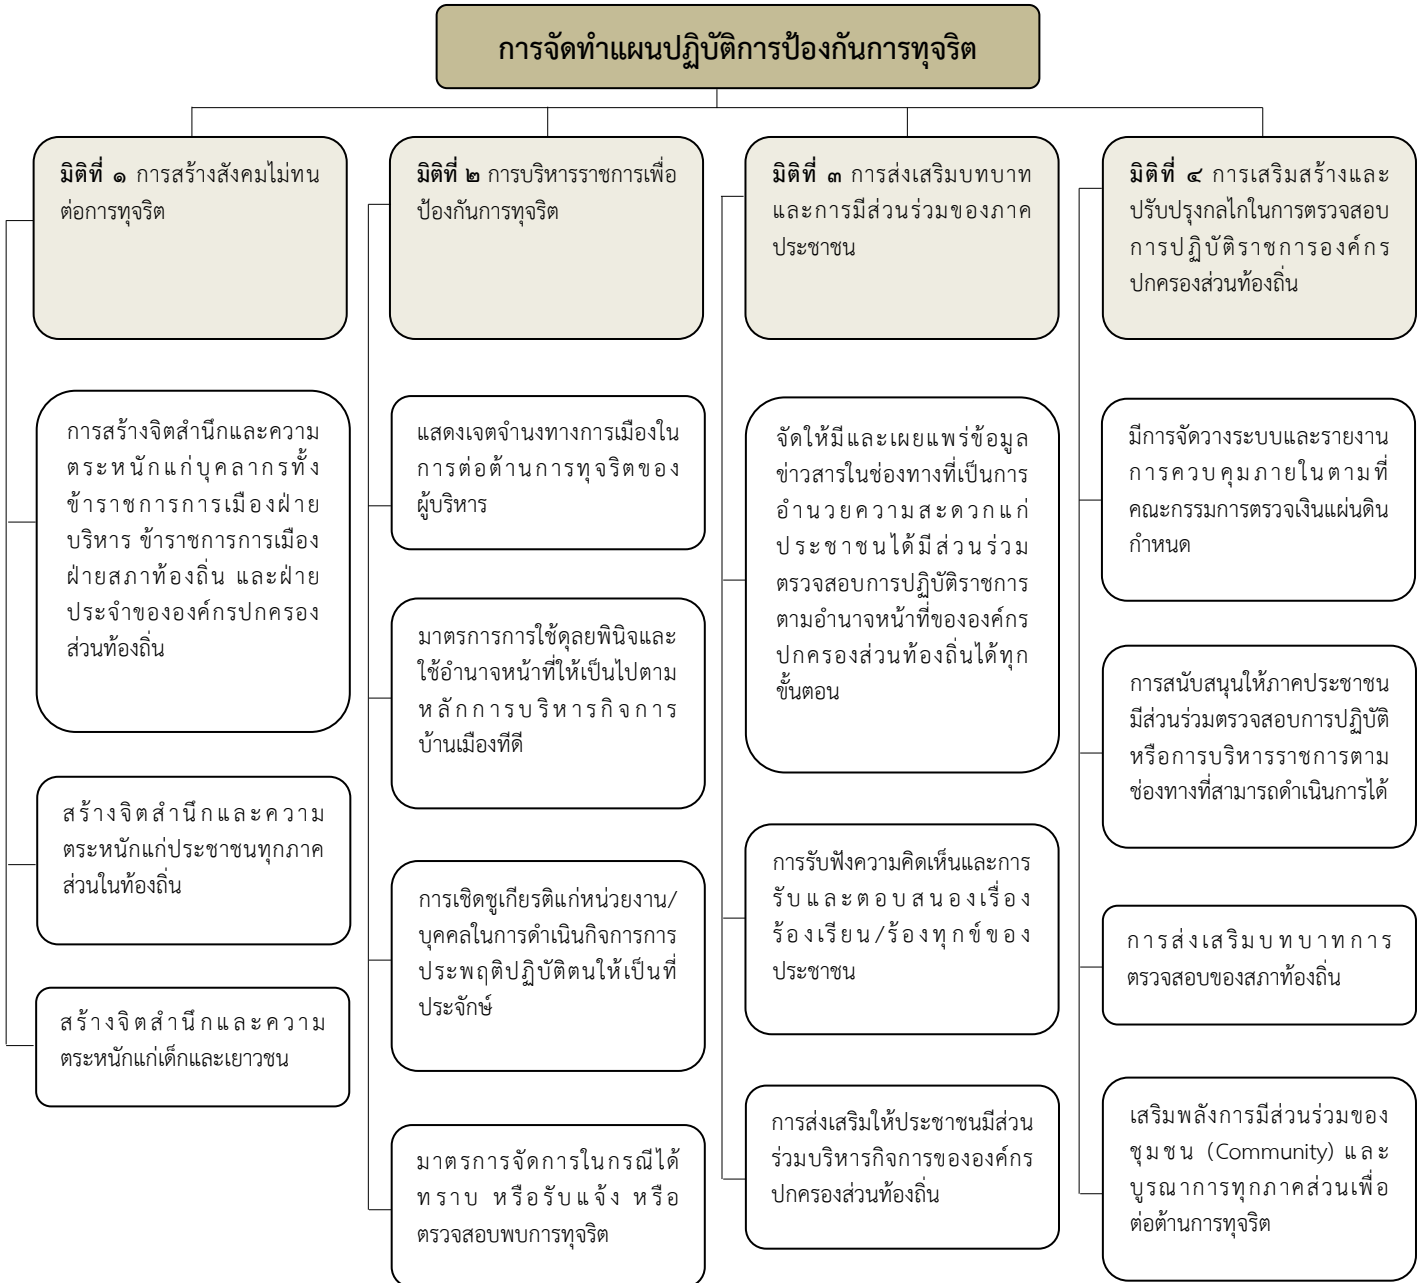 การจัดทำแผนปฏิบัติการป้องกันการทุจริต
มิติที่ ๑ การสร้างสังคมไม่ทน
ต่อการทุจริต
การสร้างจิตสำนึกและความ
ตระหนักแก่บุคลากรทั้ง
ข้าราชการการเมืองฝ่าย
บริหาร ข้าราชการการเมือง
ฝ่ายสภาท้องถิ่น และฝ่าย
ประจำขององค์กรปกครอง
ส่วนท้องถิ่น
สร้างจิตสำนึกและความ
ตระหนักแก่ประชาชนทุกภาค
ส่วนในท้องถิ่น
สร้างจิตสำนึกและความ
ตระหนักแก่เด็กและเยาวชน
มิติที่ ๒ การบริหารราชการเพื่อ
ป้องกันการทุจริต
แสดงเจตจำนงทางการเมืองใน
การต่อต้านการทุจริตของ
ผู้บริหาร
มาตรการการใช้ดุลยพินิจและ
ใช้อำนาจหน้าที่ให้เป็นไปตาม
หลักการบริหารกิจการ
บ้านเมืองทีดี
การเชิดชูเกียรติแก่หน่วยงาน/
บุคคลในการดำเนินกิจการการ
ประพฤติปฏิบัติตนให้เป็นที่
ประจักษ์
มาตรการจัดการในกรณีได้
ทราบ หรือรับแจ้ง หรือ
ตรวจสอบพบการทุจริต
มิติที่ ๓ การส่งเสริมบทบาท
และการมีส่วนร่วมของภาค
ประชาชน
จัดให้มีและเผยแพร่ข้อมูล
ข่าวสารในช่องทางที่เป็นการ
อำนวยความสะดวกแก่
ประชาชนได้มีส่วนร่วม
ตรวจสอบการปฏิบัติราชการ
ตามอำนาจหน้าที่ขององค์กร
ปกครองส่วนท้องถิ่นได้ทุก
ขั้นตอน
การรับฟังความคิดเห็นและการ
รับและตอบสนองเรื่อง
ร้องเรียน/ร้องทุกข์ของ
ประชาชน
การส่งเสริมให้ประชาชนมีส่วน
ร่วมบริหารกิจการขององค์กร
ปกครองส่วนท้องถิ่น
มิติที่ ๔ การเสริมสร้างและ
ปรับปรุงกลไกในการตรวจสอบ
การปฏิบัติราชการองค์กร
ปกครองส่วนท้องถิ่น
มีการจัดวางระบบและรายงาน
การควบคุมภายในตามที่
คณะกรรมการตรวจเงินแผ่นดิน
กำหนด
การสนับสนุนให้ภาคประชาชน
มีส่วนร่วมตรวจสอบการปฏิบัติ
หรือการบริหารราชการตาม
ช่องทางที่สามารถดำเนินการได้
การส่งเสริมบทบาทการ
ตรวจสอบของสภาท้องถิ่น
เสริมพลังการมีส่วนร่วมของ
ชุมชน (Community) และ
บูรณาการทุกภาคส่วนเพื่อ
ต่อต้านการทุจริต